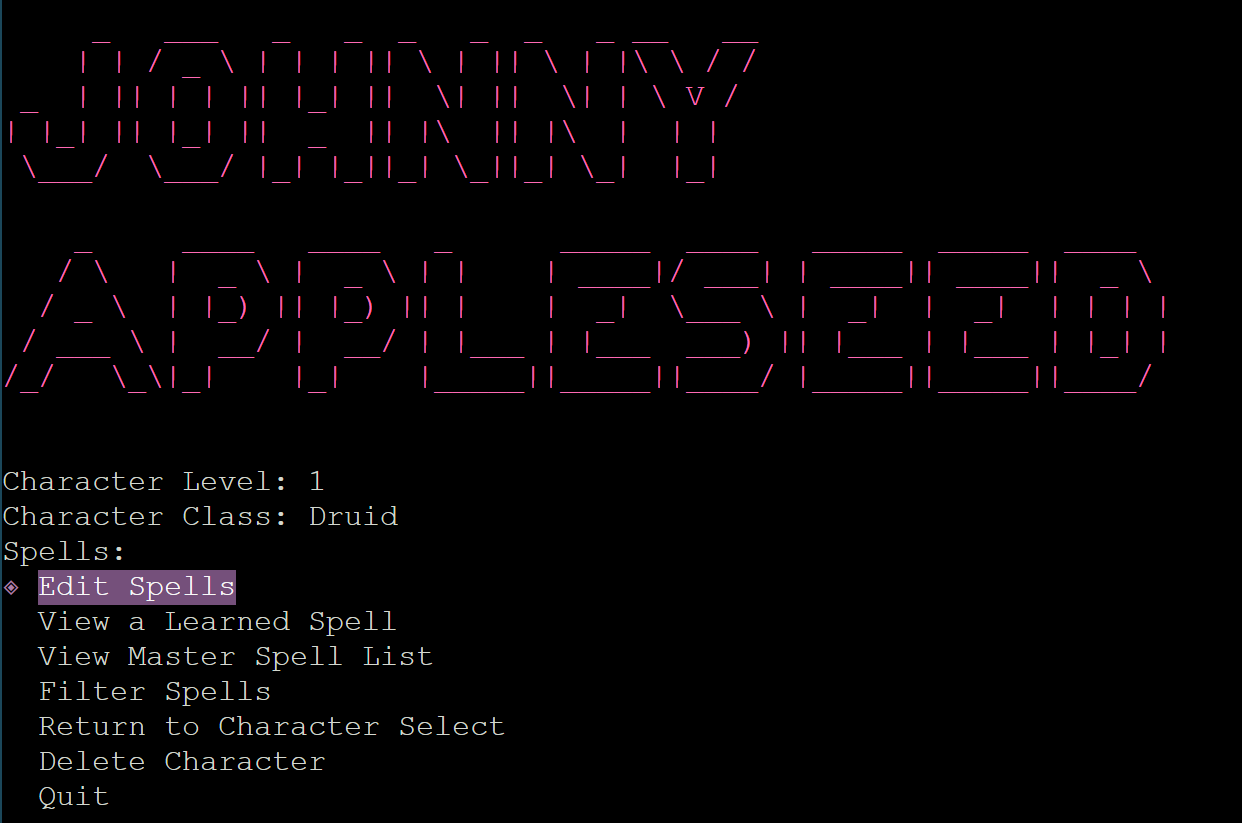 JOHNNY
APPLESEED
Character Level: 1
Character Class: Druid
Spells:
Edit Spells
View a Learned Spell
View Master Spell List
Filter Spells
Return to Character Select
Delete Character
Quit